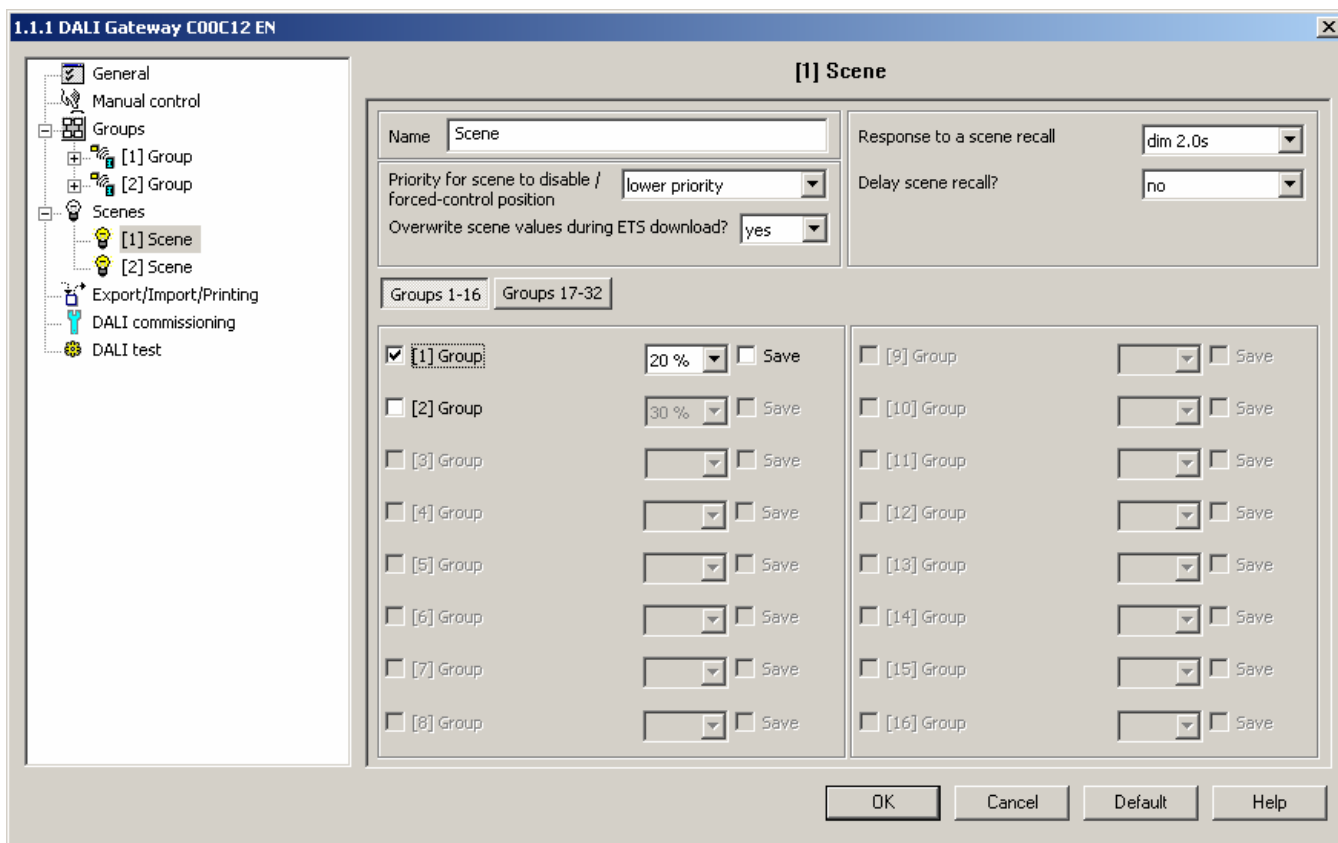 1.1.1 DALI Gateway C00C12 EN
General
Manual control
Groups
[1] Group
[2] Group
Scenes
[1] Scene
[2] Scene
Export/Import/Printing
DALI commissioning
DALI test
[1] Scene
Name Scene
Priority for scene to disable / forced-control position lower priority
Overwrite scene values during ETS download? yes
Response to a scene recall dim 2.0s
Delay scene recall? no
Groups 1-16 Groups 17-32
[1] Group 20 % Save
[2] Group 30 % Save
[3] Group Save
[4] Group Save
[5] Group Save
[6] Group Save
[7] Group Save
[8] Group Save
[9] Group Save
[10] Group Save
[11] Group Save
[12] Group Save
[13] Group Save
[14] Group Save
[15] Group Save
[16] Group Save
OK Cancel Default Help